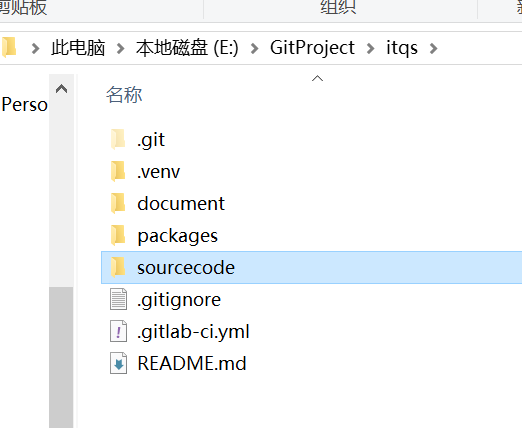 剪贴板 组织
此电脑 本地磁盘 (E:) GitProject itqs
Perso
名称
.git
.venv
document
packages
sourcecode
.gitignore
.gitlab-ci.yml
README.md